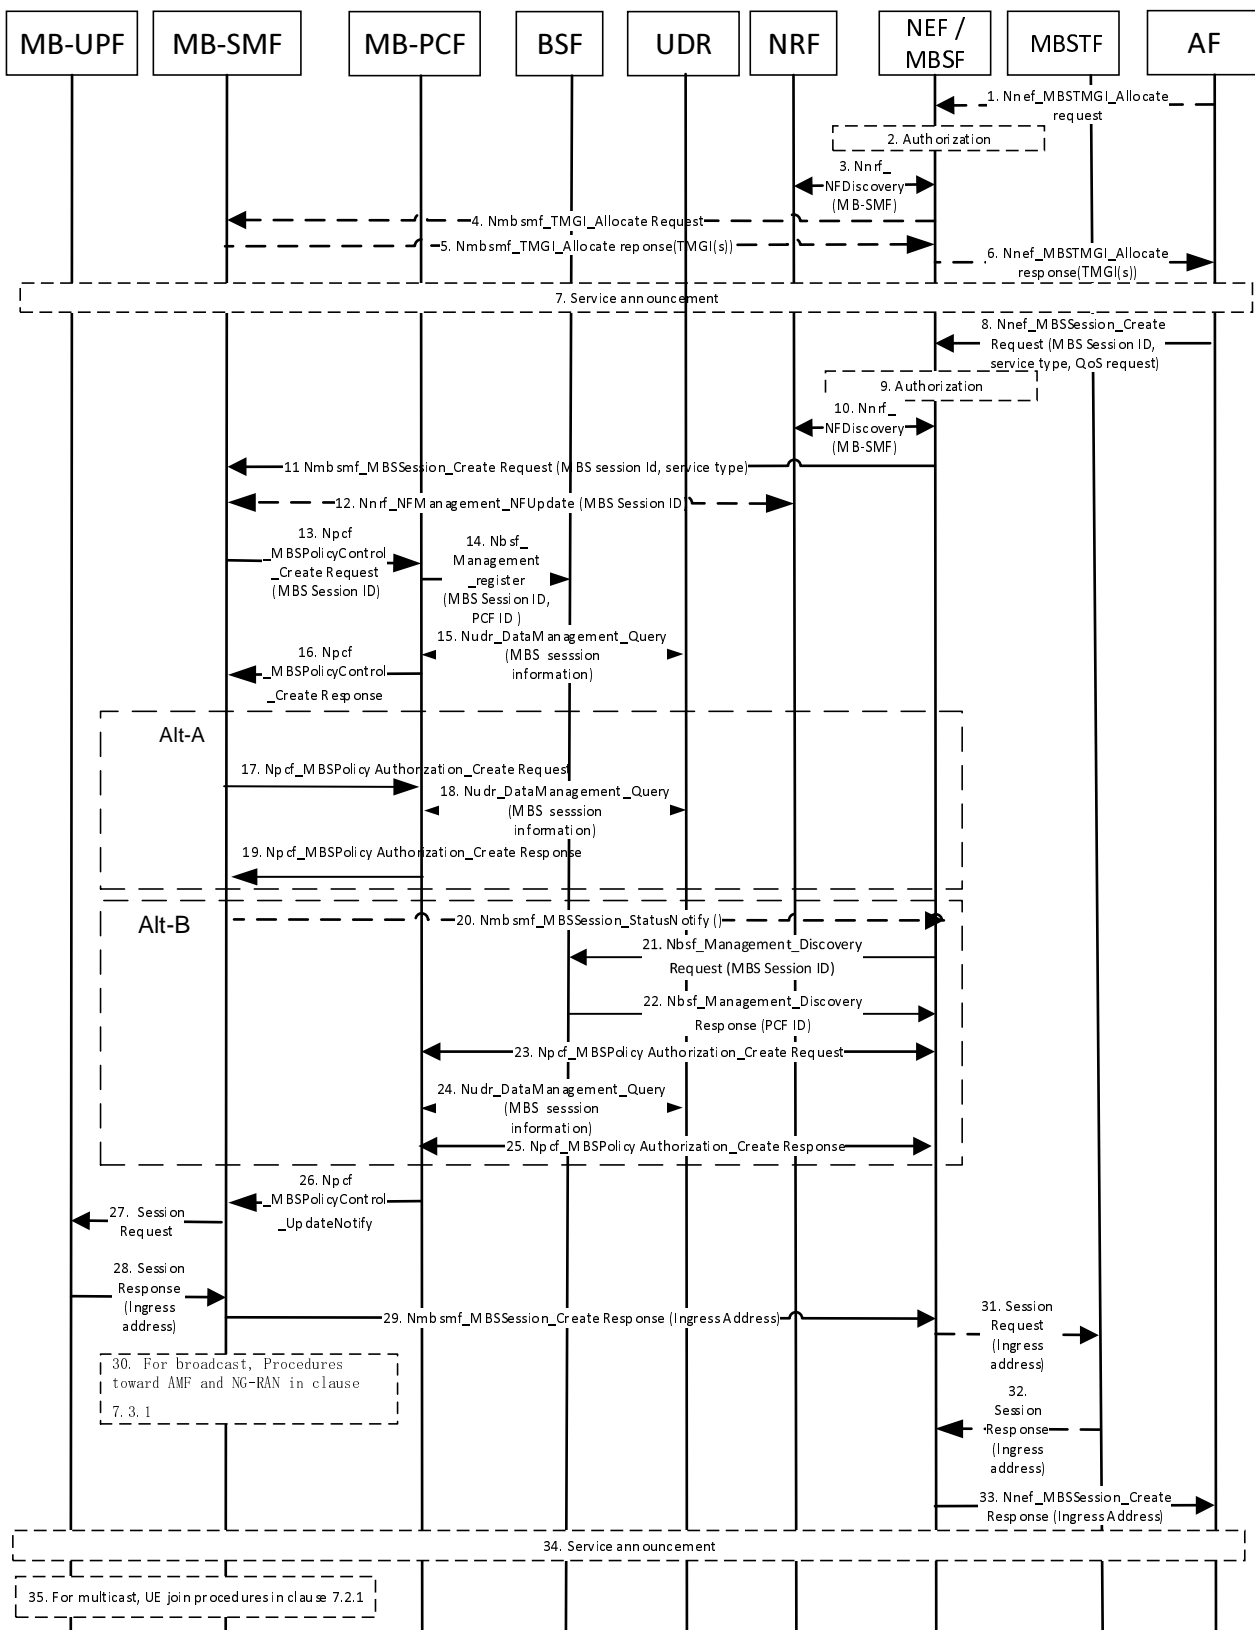 MB-UPF
MB-SMF
MB-PCF
BSF
UDR
NRF
NEF /
MBSF
MBSTF
AF
1. Nnef_MBSTMGI_Allocate
request
2. Authorization
3. Nnrf_
NFDiscovery
(MB-SMF)
4. Nmbsmf_TMGI_Allocate Request
5. Nmbsmf_TMGI_Allocate reponse(TMGI(s))
6. Nnef_MBSTMGI_Allocate
response(TMGI(s))
7. Service announcement
8. Nnef_MBSSession_Create
Request (MBS Session ID,
service type, QoS request)
9. Authorization
10. Nnrf_
NFDiscovery
(MB-SMF)
11 Nmbsmf_MBSSession_Create Request (MBS session Id, service type)
12. Nnrf_NFManagement_NFUpdate (MBS Session ID)
13. Npcf
_MBSPolicyControl
_Create Request
(MBS Session ID)
14. Nbsf_
Management
_register
(MBS Session ID,
PCF ID )
15. Nudr_DataManagement_Query
(MBS sesssion
information)
16. Npcf
_MBSPolicyControl
_Create Response
Alt-A
17. Npcf_MBSPolicy Authorization_Create Request
18. Nudr_DataManagement_Query
(MBS sesssion
information)
19. Npcf_MBSPolicy Authorization_Create Response
Alt-B
20. Nmbsmf_MBSSession_StatusNotify ()
21. Nbsf_Management_Discovery
Request (MBS Session ID)
22. Nbsf_Management_Discovery
Response (PCF ID)
23. Npcf_MBSPolicy Authorization_Create Request
24. Nudr_DataManagement_Query
(MBS sesssion
information)
25. Npcf_MBSPolicy Authorization_Create Response
26. Npcf
_MBSPolicyControl
_UpdateNotify
27. Session
Request
28. Session
Response
(Ingress
address)
29. Nmbsmf_MBSSession_Create Response (Ingress Address)
30. For broadcast, Procedures
toward AMF and NG-RAN in clause
7.3.1
31. Session
Request
(Ingress
address)
32.
Session
Response
(Ingress
address)
33. Nnef_MBSSession_Create
Response (Ingress Address)
34. Service announcement
35. For multicast, UE join procedures in clause 7.2.1